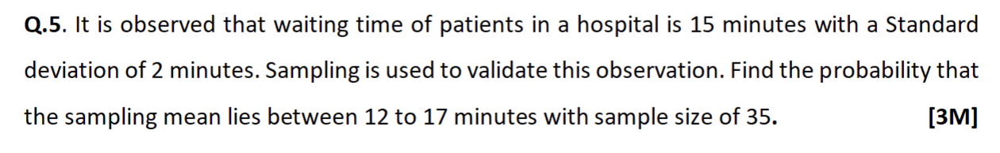 Q.5. It is observed that waiting time of patients in a hospital is 15 minutes with a Standard
deviation of 2 minutes. Sampling is used to validate this observation. Find the probability that
the sampling mean lies between 12 to 17 minutes with sample size of 35. [3M]